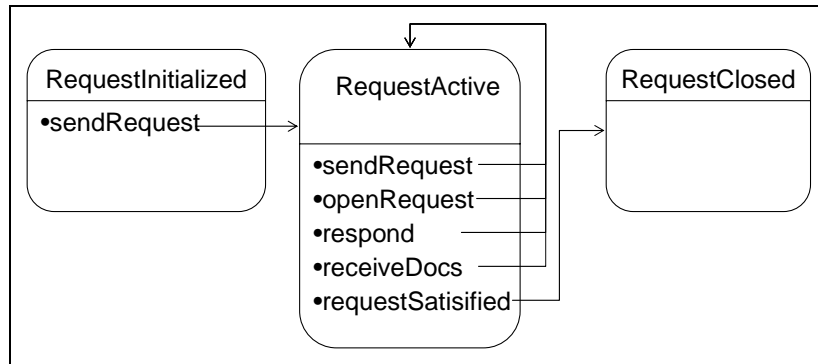 RequestInitialized
•sendRequest
RequestActive
•sendRequest
•openRequest
•respond
•receiveDocs
•requestSatisified
RequestClosed